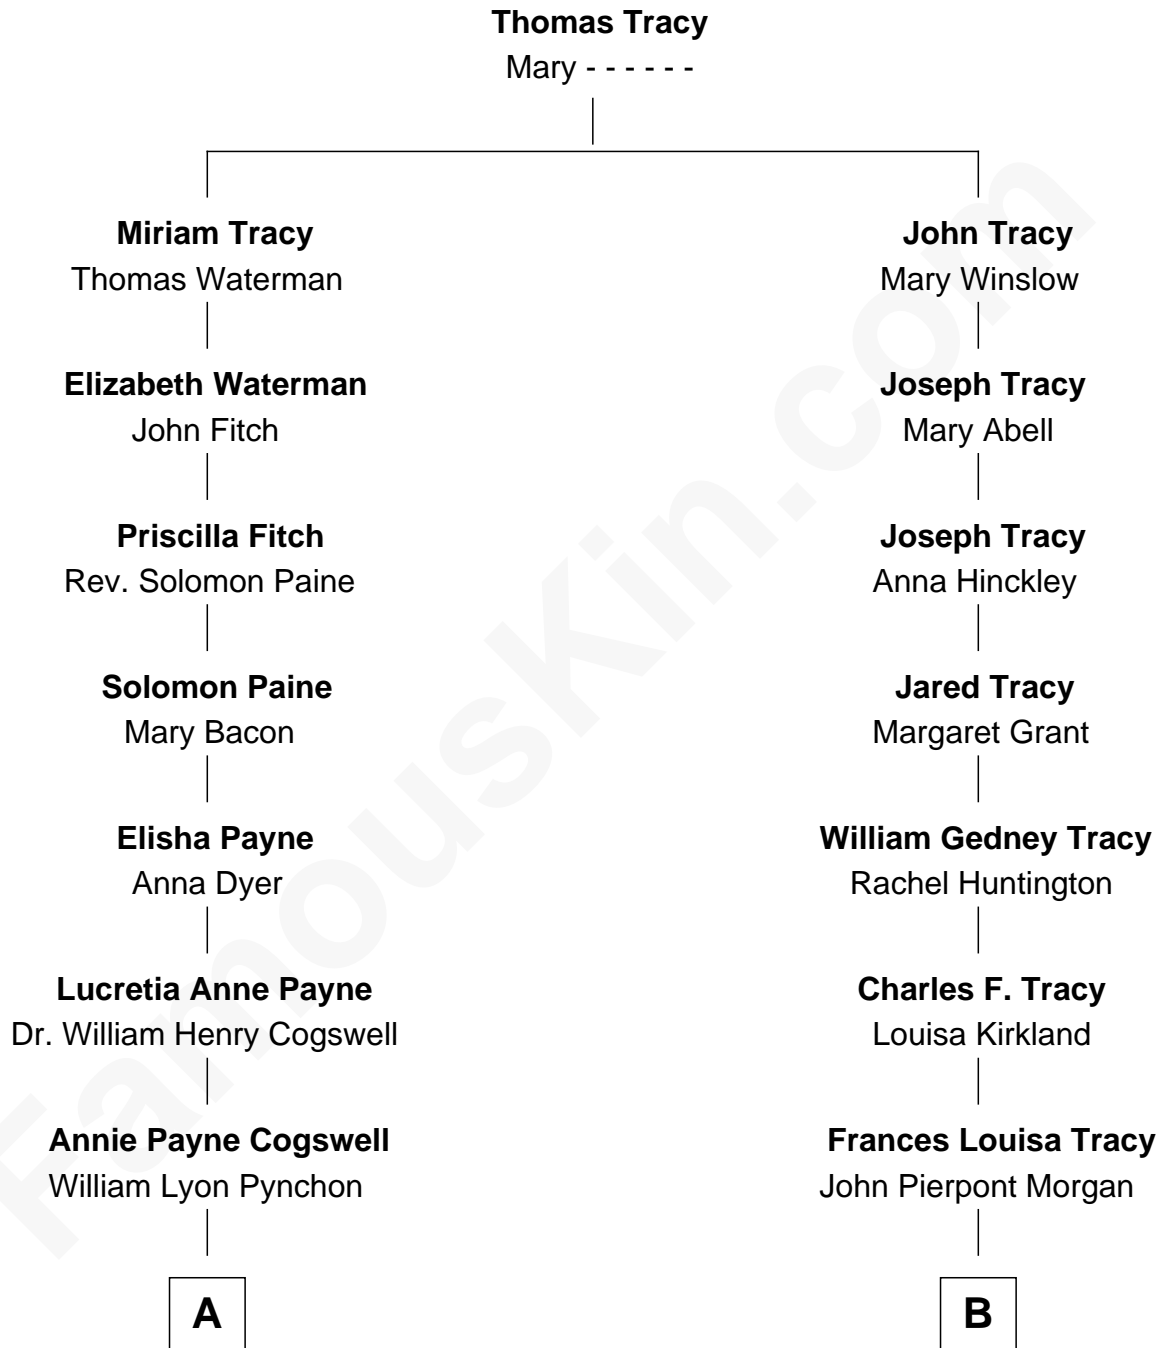 Thomas Tracy
Mary - - - - - -
Miriam Tracy
Thomas Waterman
John Tracy
Mary Winslow
Elizabeth Waterman
John Fitch
Joseph Tracy
Mary Abell
Priscilla Fitch
Rev. Solomon Paine
Joseph Tracy
Anna Hinckley
Solomon Paine
Mary Bacon
Jared Tracy
Margaret Grant
Elisha Payne
Anna Dyer
William Gedney Tracy
Rachel Huntington
Lucretia Anne Payne
Dr. William Henry Cogswell
Charles F. Tracy
Louisa Kirkland
Annie Payne Cogswell
William Lyon Pynchon
Frances Louisa Tracy
John Pierpont Morgan
A
B
FamousKin.com